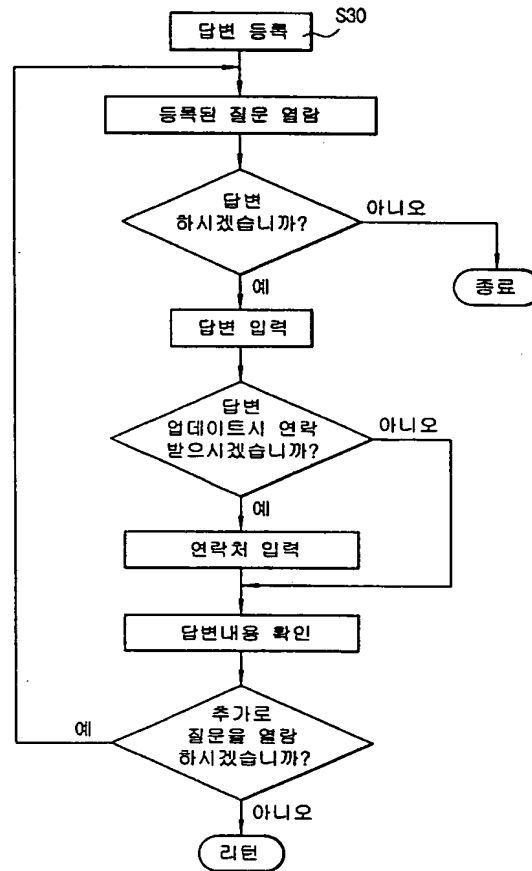 답변 등록
S30
등록된 질문 열람
답변
하시겠습니까?
아니오
종료
예
답변 입력
답변
업데이트시 연락
받으시겠습니까?
아니오
예
연락처 입력
답변내용 확인
추가로
질문을 열람
하시겠습니까?
예
아니오
리턴